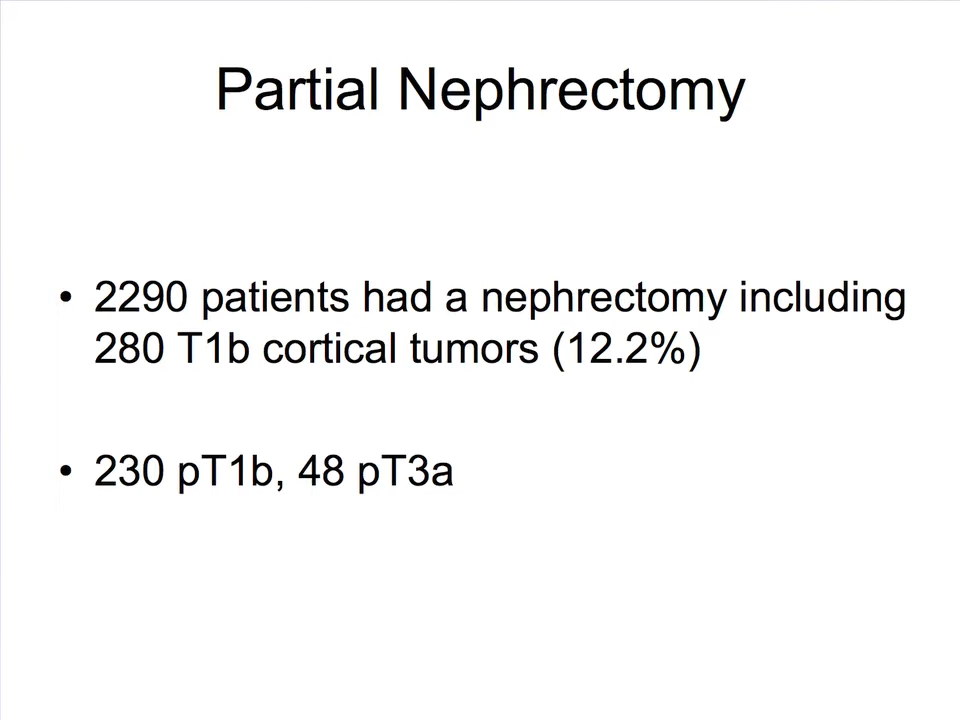 Partial Nephrectomy
• 2290 patients had a nephrectomy including
280 T1b cortical tumors (12.2%)
• 230 pT1b, 48 pT3a